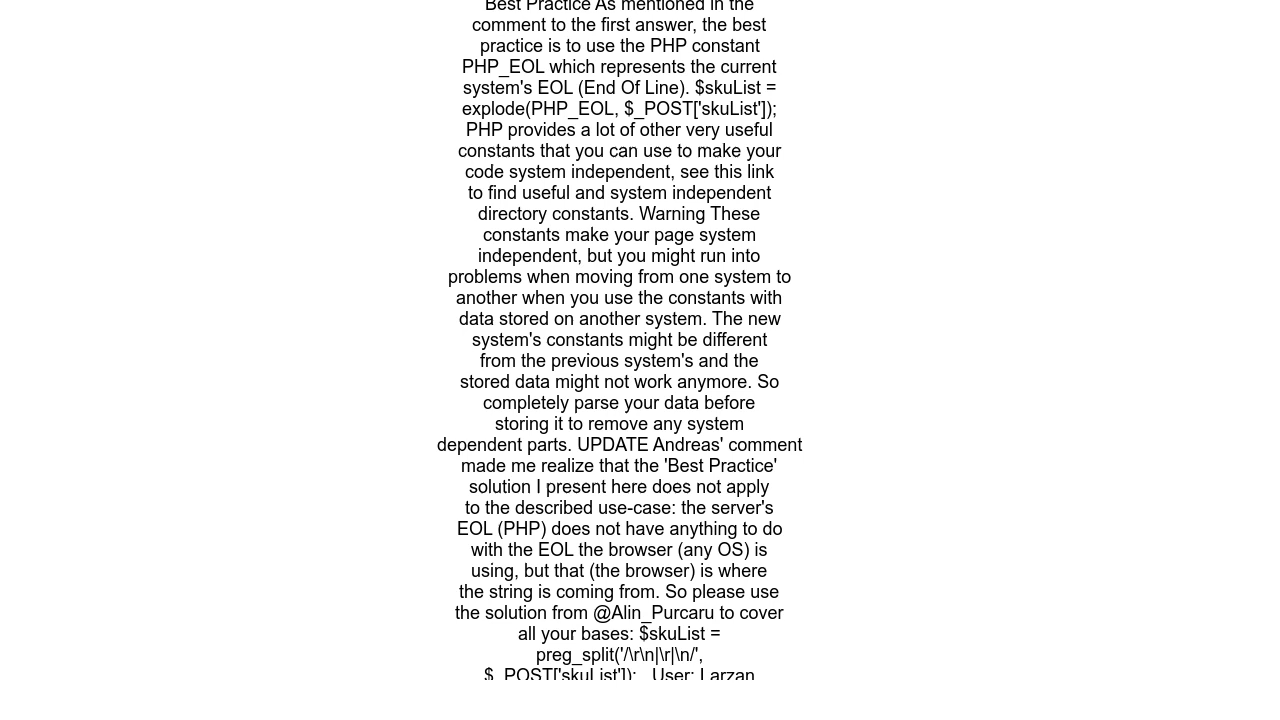 Best Practice As mentioned in the
comment to the first answer, the best
practice is to use the PHP constant
PHP_EOL which represents the current
system's EOL (End Of Line). $skuList =
explode(PHP_EOL, $_POST['skuList']);
PHP provides a lot of other very useful
constants that you can use to make your
code system independent, see this link
to find useful and system independent
directory constants. Warning These
constants make your page system
independent, but you might run into
problems when moving from one system to
another when you use the constants with
data stored on another system. The new
system's constants might be different
from the previous system's and the
stored data might not work anymore. So
completely parse your data before
storing it to remove any system
dependent parts. UPDATE Andreas' comment
made me realize that the 'Best Practice'
solution I present here does not apply
to the described use-case: the server's
EOL (PHP) does not have anything to do
with the EOL the browser (any OS) is
using, but that (the browser) is where
the string is coming from. So please use
the solution from @Alin_Purcaru to cover
all your bases: $skuList =
preg_split('/\r\n|\r|\n/',
$_POST['skuList']); User: Larzan